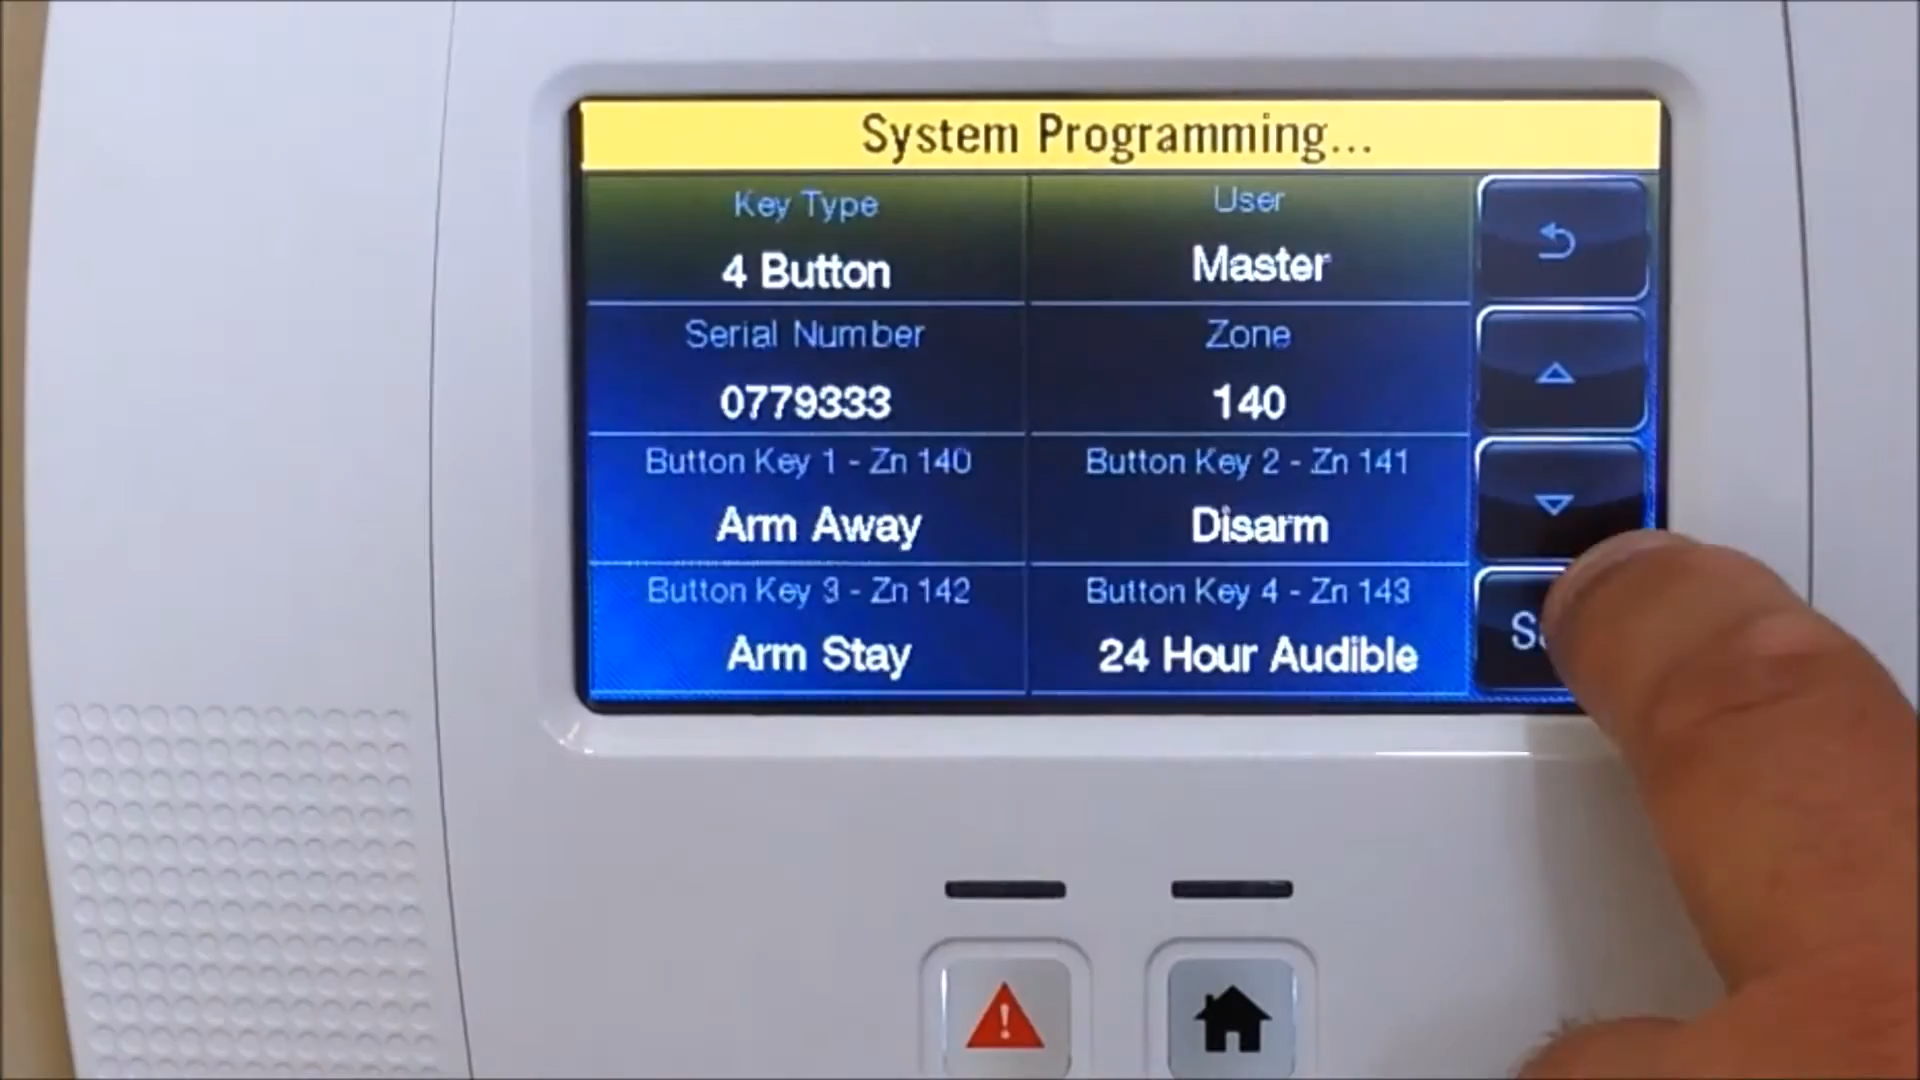 System Programming...
Key Type
User
4 Button
Master
Serial Number
Zone
0779333
140
Button Key 1 - Zn 140
Button Key 2 - Zn 141
Arm Away
Disarm
Button Key 3 - Zn 142
Button Key 4 - Zn 143
Arm Stay
24 Hour Audible